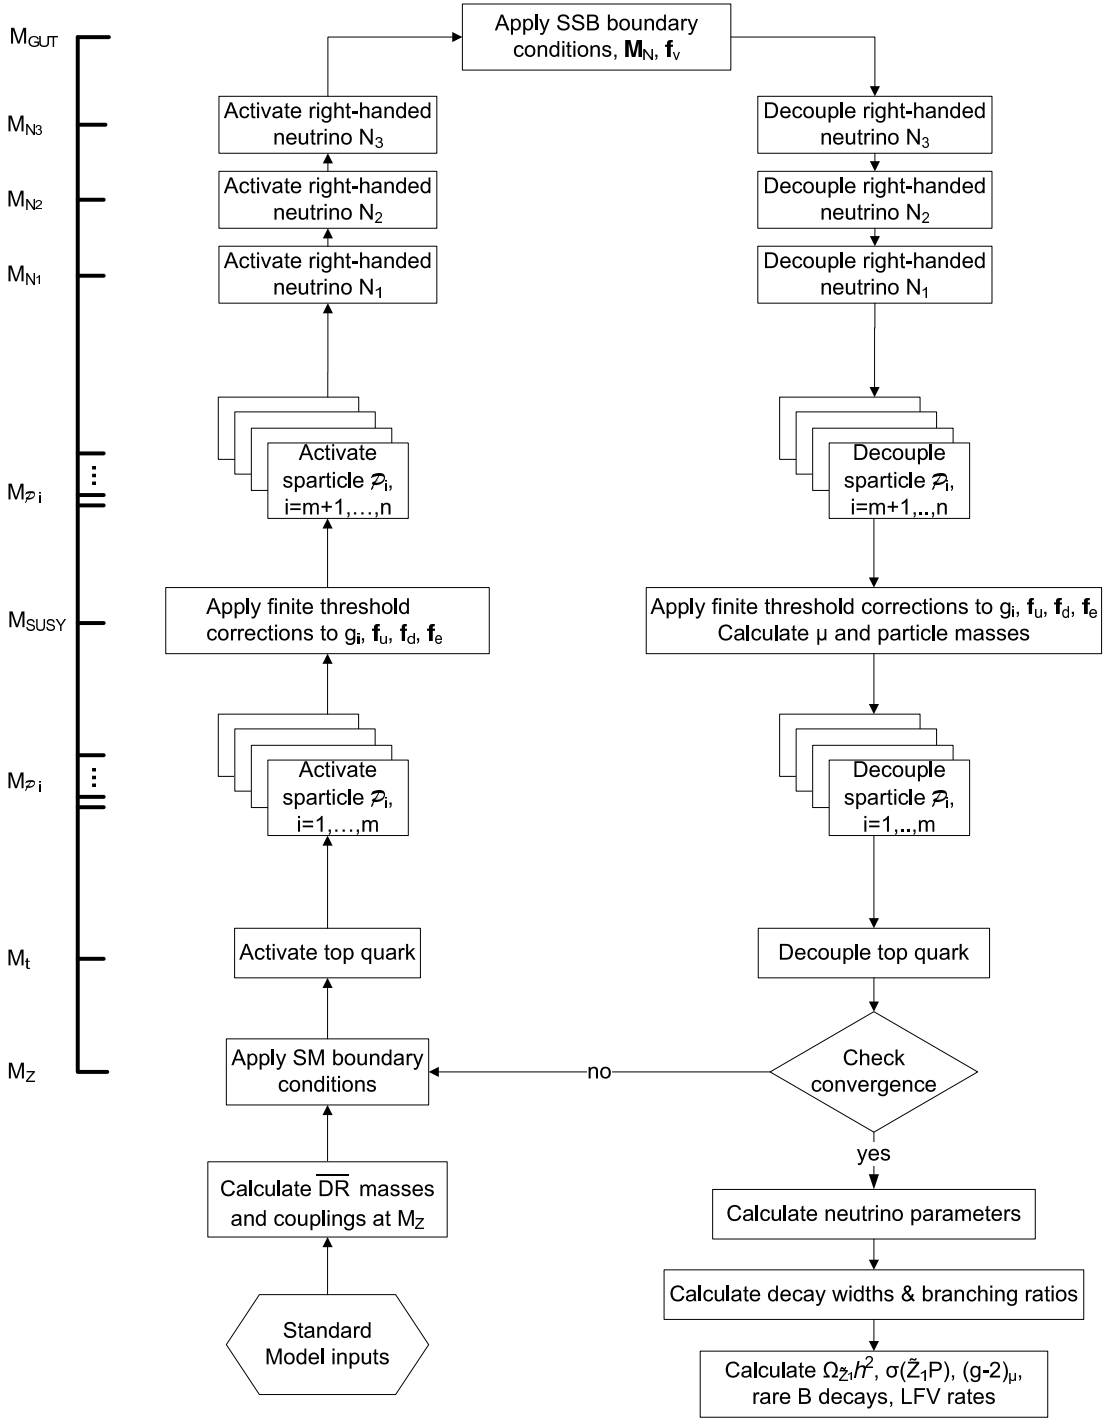 M_GUT
M_N3
M_N2
M_N1
M_𝒫i
M_SUSY
M_𝒫i
M_t
M_Z
Apply SSB boundary
conditions, M_N, f_ν
Activate right-handed
neutrino N_3
Activate right-handed
neutrino N_2
Activate right-handed
neutrino N_1
Activate
sparticle 𝒫_i,
i=m+1,…,n
Apply finite threshold
corrections to g_i, f_u, f_d, f_e
Activate
sparticle 𝒫_i,
i=1,…,m
Activate top quark
Apply SM boundary
conditions
Calculate D̅R̅ masses
and couplings at M_Z
Standard
Model inputs
Decouple right-handed
neutrino N_3
Decouple right-handed
neutrino N_2
Decouple right-handed
neutrino N_1
Decouple
sparticle 𝒫_i,
i=m+1,..,n
Apply finite threshold corrections to g_i, f_u, f_d, f_e
Calculate μ and particle masses
Decouple
sparticle 𝒫_i,
i=1,..,m
Decouple top quark
Check
convergence
no
yes
Calculate neutrino parameters
Calculate decay widths & branching ratios
Calculate Ω_Z̃1 h², σ(Z̃_1P), (g-2)_μ,
rare B decays, LFV rates